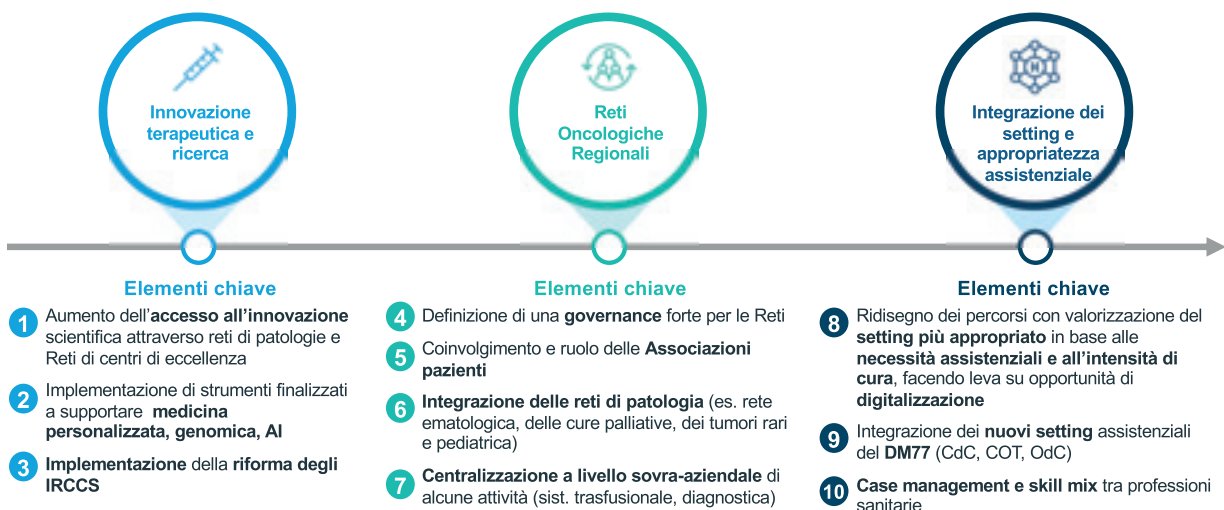 Innovazione
terapeutica e
ricerca
Elementi chiave
1 Aumento dell'accesso all'innovazione
scientifica attraverso reti di patologie e
Reti di centri di eccellenza
2 Implementazione di strumenti finalizzati
a supportare medicina
personalizzata, genomica, AI
3 Implementazione della riforma degli
IRCCS
Reti
Oncologiche
Regionali
Elementi chiave
4 Definizione di una governance forte per le Reti
5 Coinvolgimento e ruolo delle Associazioni
pazienti
6 Integrazione delle reti di patologia (es. rete
ematologica, delle cure palliative, dei tumori rari
e pediatrica)
7 Centralizzazione a livello sovra-aziendale di
alcune attività (sist. trasfusionale, diagnostica)
H
Integrazione dei
setting e
appropriatezza
assistenziale
Elementi chiave
8 Ridisegno dei percorsi con valorizzazione del
setting più appropriato in base alle
necessità assistenziali e all'intensità di
cura, facendo leva su opportunità di
digitalizzazione
9 Integrazione dei nuovi setting assistenziali
del DM77 (CdC, COT, OdC)
10 Case management e skill mix tra professioni
sanitarie